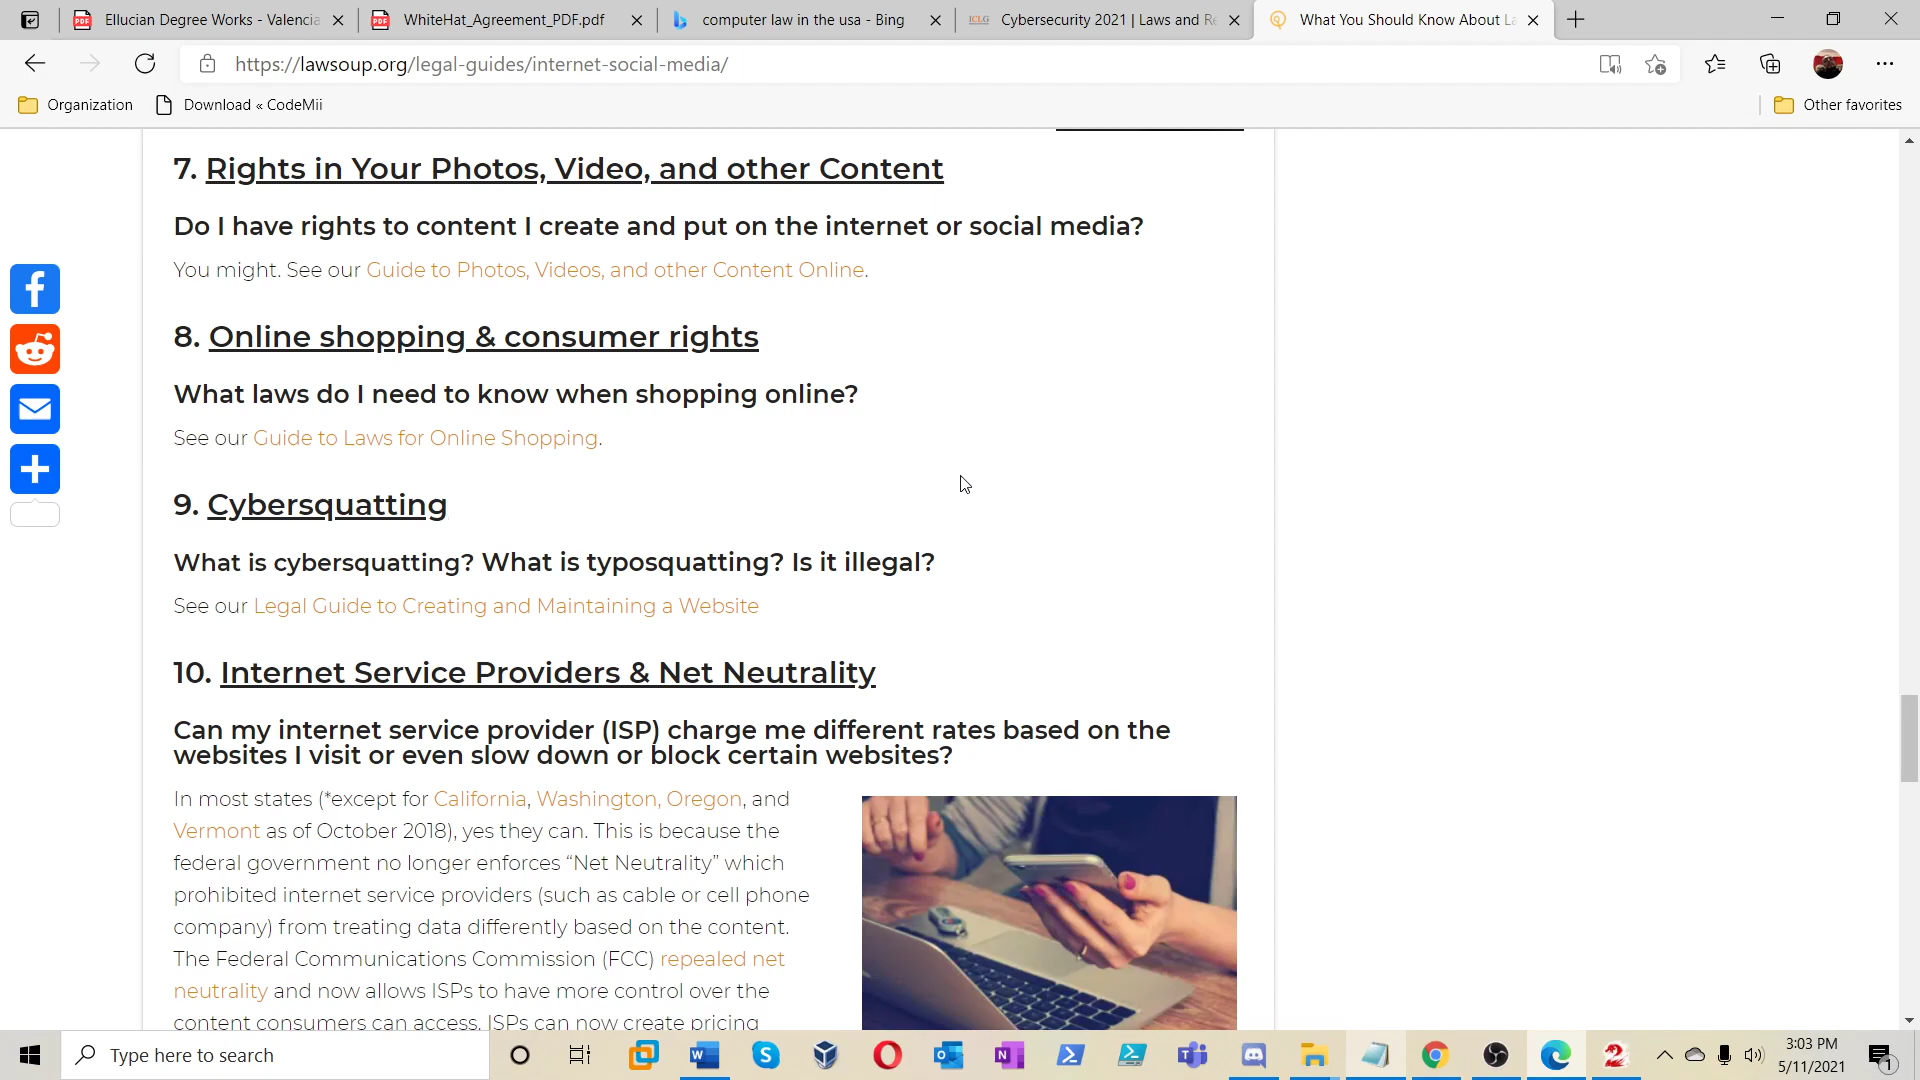 Ellucian Degree Works - Valencia
WhiteHat_Agreement_PDF.pdf
computer law in the usa - Bing
ICLG
Cybersecurity 2021 | Laws and Re
What You Should Know About La
https://lawsoup.org/legal-guides/internet-social-media/
Organization
Download « CodeMii
Other favorites
7. Rights in Your Photos, Video, and other Content
Do I have rights to content I create and put on the internet or social media?
You might. See our Guide to Photos, Videos, and other Content Online.
8. Online shopping & consumer rights
What laws do I need to know when shopping online?
See our Guide to Laws for Online Shopping.
9. Cybersquatting
What is cybersquatting? What is typosquatting? Is it illegal?
See our Legal Guide to Creating and Maintaining a Website
10. Internet Service Providers & Net Neutrality
Can my internet service provider (ISP) charge me different rates based on the
websites I visit or even slow down or block certain websites?
In most states (*except for California, Washington, Oregon, and
Vermont as of October 2018), yes they can. This is because the
federal government no longer enforces “Net Neutrality” which
prohibited internet service providers (such as cable or cell phone
company) from treating data differently based on the content.
The Federal Communications Commission (FCC) repealed net
neutrality and now allows ISPs to have more control over the
content consumers can access. ISPs can now create pricing
Type here to search
3:03 PM
5/11/2021
1